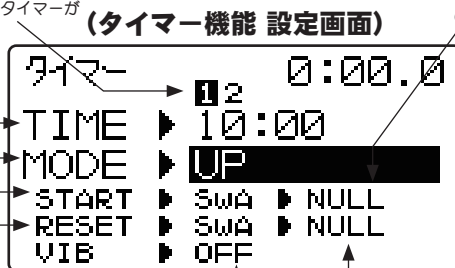 タイマーが
(タイマー機能 設定画面)
タイマー 0:00.0
1 2
TIME 10:00
MODE UP
START SWA NULL
RESET SWA NULL
VIB OFF